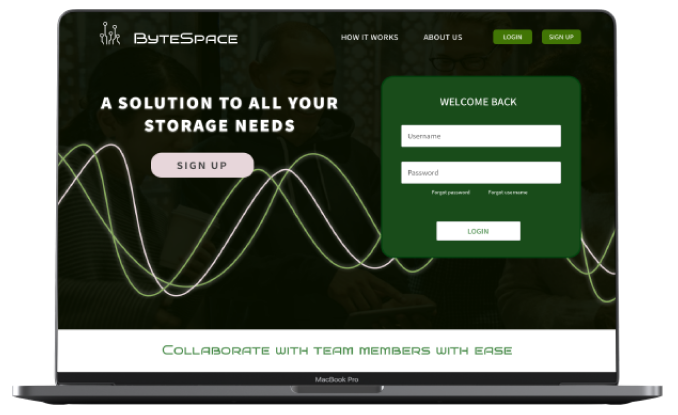 ByteSpace
HOW IT WORKS
ABOUT US
LOGIN
SIGN UP
A SOLUTION TO ALL YOUR
STORAGE NEEDS
SIGN UP
WELCOME BACK
Username
Password
Forgot password
Forgot username
LOGIN
Collaborate with team members with ease
MacBook Pro